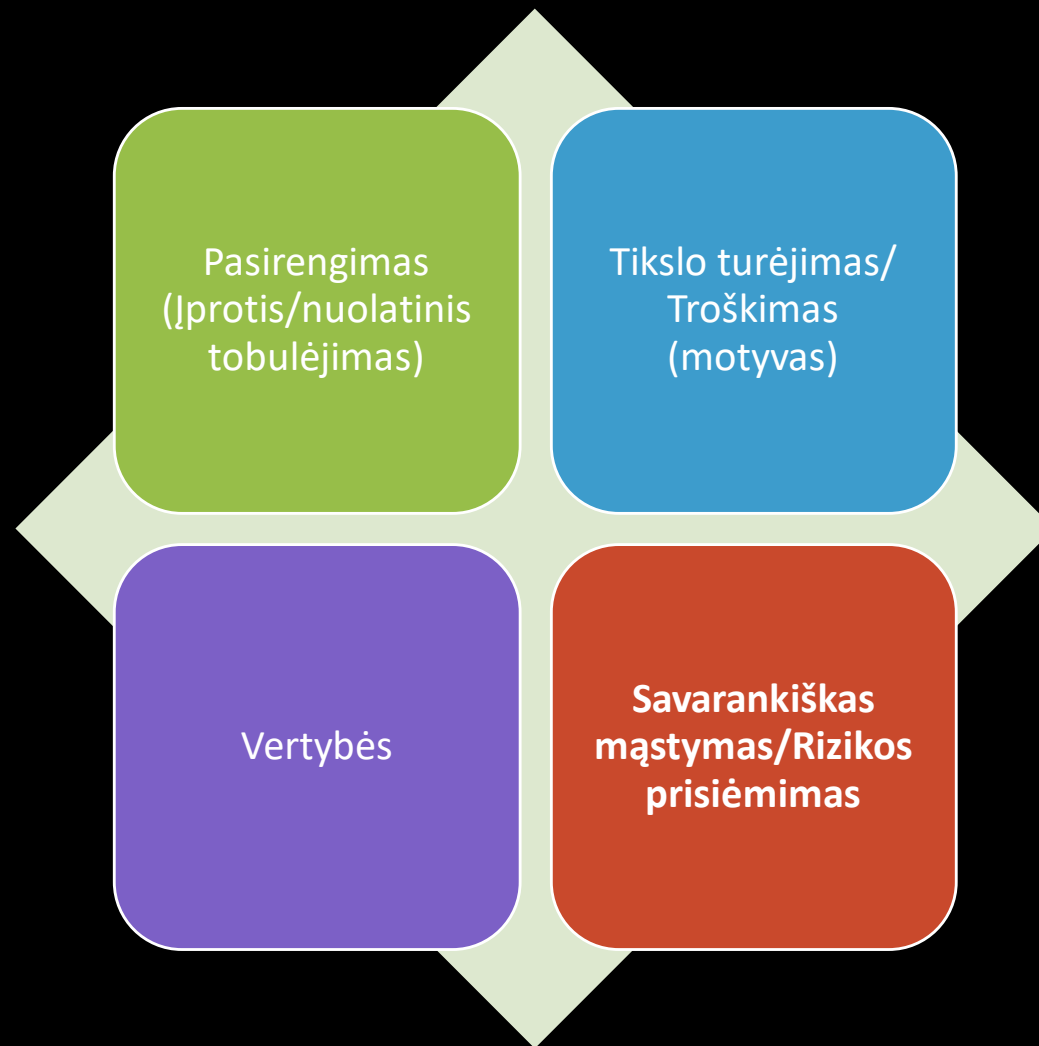 Pasirengimas
(Įprotis/nuolatinis
tobulėjimas)
Tikslo turėjimas/
Troškimas
(motyvas)
Vertybės
Savarankiškas
mąstymas/Rizikos
prisiėmimas